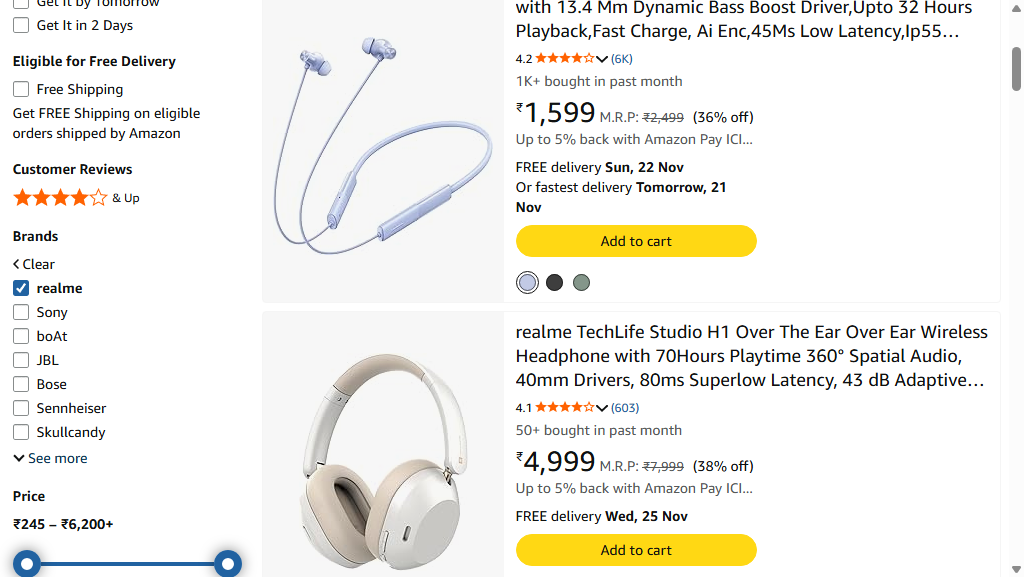 Get It by Tomorrow
Get It in 2 Days
Eligible for Free Delivery
Free Shipping
Get FREE Shipping on eligible
orders shipped by Amazon
Customer Reviews
& Up
Brands
Clear
realme
Sony
boAt
JBL
Bose
Sennheiser
Skullcandy
See more
Price
₹245 – ₹6,200+
with 13.4 Mm Dynamic Bass Boost Driver,Upto 32 Hours
Playback,Fast Charge, Ai Enc,45Ms Low Latency,Ip55…
4.2 (6K)
1K+ bought in past month
₹1,599 M.R.P: ₹2,499 (36% off)
Up to 5% back with Amazon Pay ICI…
FREE delivery Sun, 22 Nov
Or fastest delivery Tomorrow, 21
Nov
Add to cart
realme TechLife Studio H1 Over The Ear Over Ear Wireless
Headphone with 70Hours Playtime 360° Spatial Audio,
40mm Drivers, 80ms Superlow Latency, 43 dB Adaptive…
4.1 (603)
50+ bought in past month
₹4,999 M.R.P: ₹7,999 (38% off)
Up to 5% back with Amazon Pay ICI…
FREE delivery Wed, 25 Nov
Add to cart